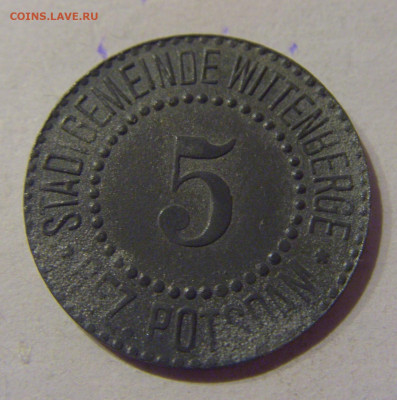 COINS.LAVE.RU
STADTGEMEINDE WITTENBERGE
5
* BEZ. POTSDAM *